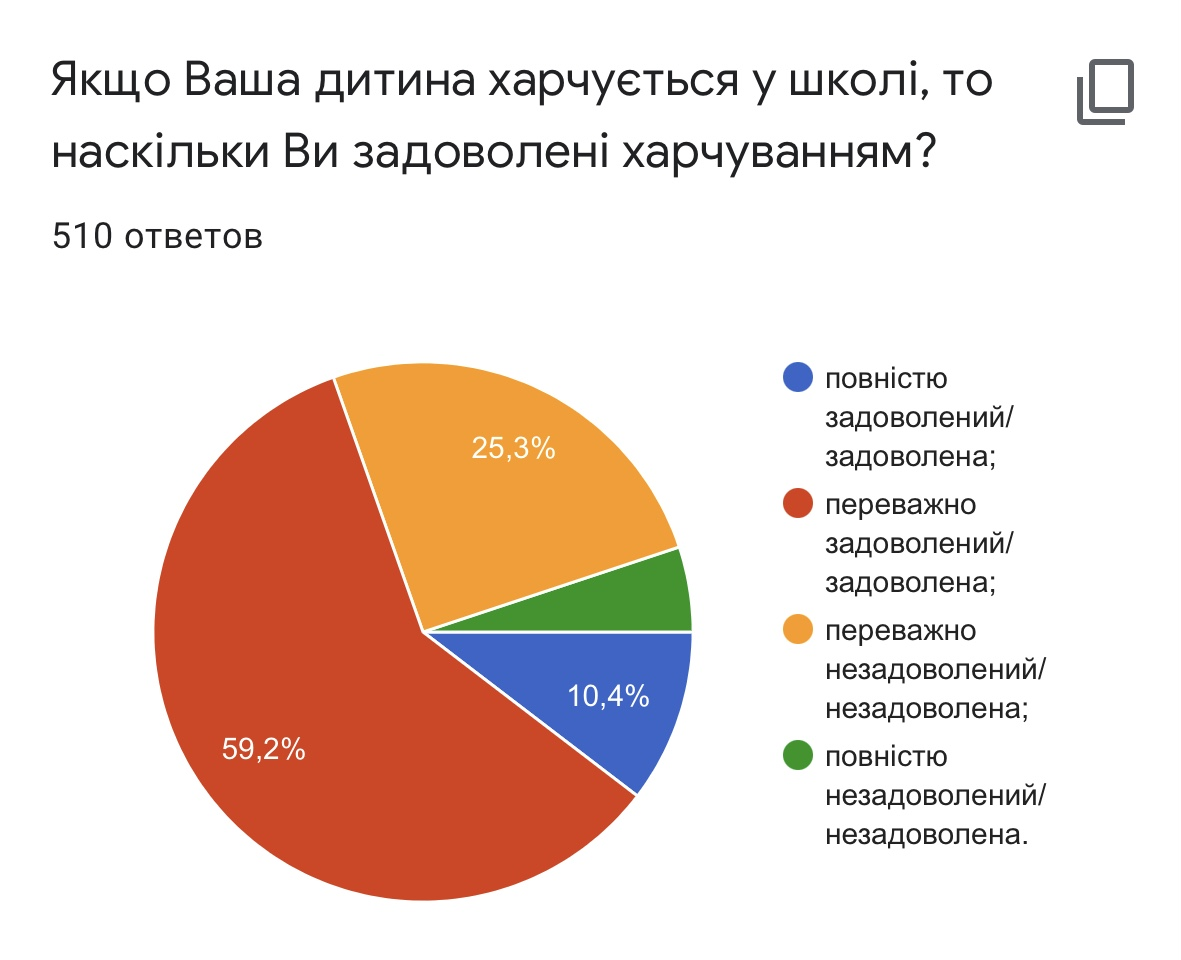 Якщо Ваша дитина харчується у школі, то
наскільки Ви задоволені харчуванням?
510 ответов
25,3%
10,4%
59,2%
повністю
задоволений/
задоволена;
переважно
задоволений/
задоволена;
переважно
незадоволений/
незадоволена;
повністю
незадоволений/
незадоволена.